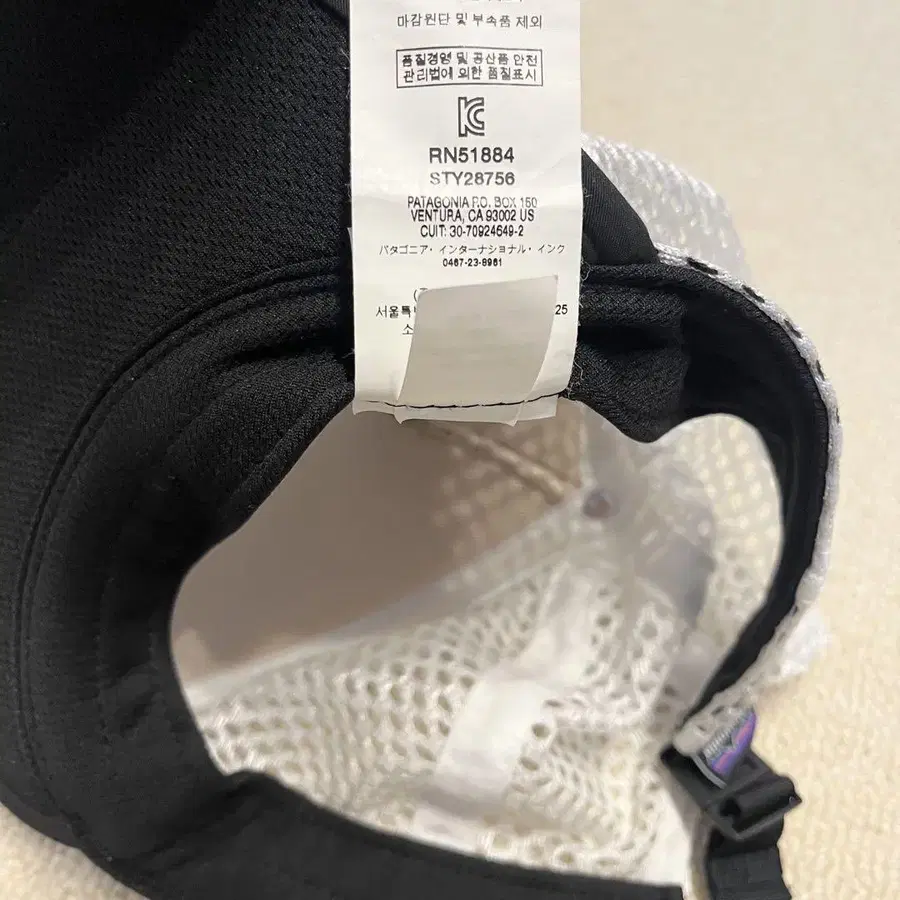 마감원단 및 부속품 제외
품질경영 및 공산품 안전
관리법에 의한 품질표시
RN51884
STY28756
PATAGONIA P.O. BOX 150
VENTURA, CA 93002 US
CUIT: 30-70924649-2
パタゴニア・インターナショナル・インク
0467-23-8961
서울특 25
소